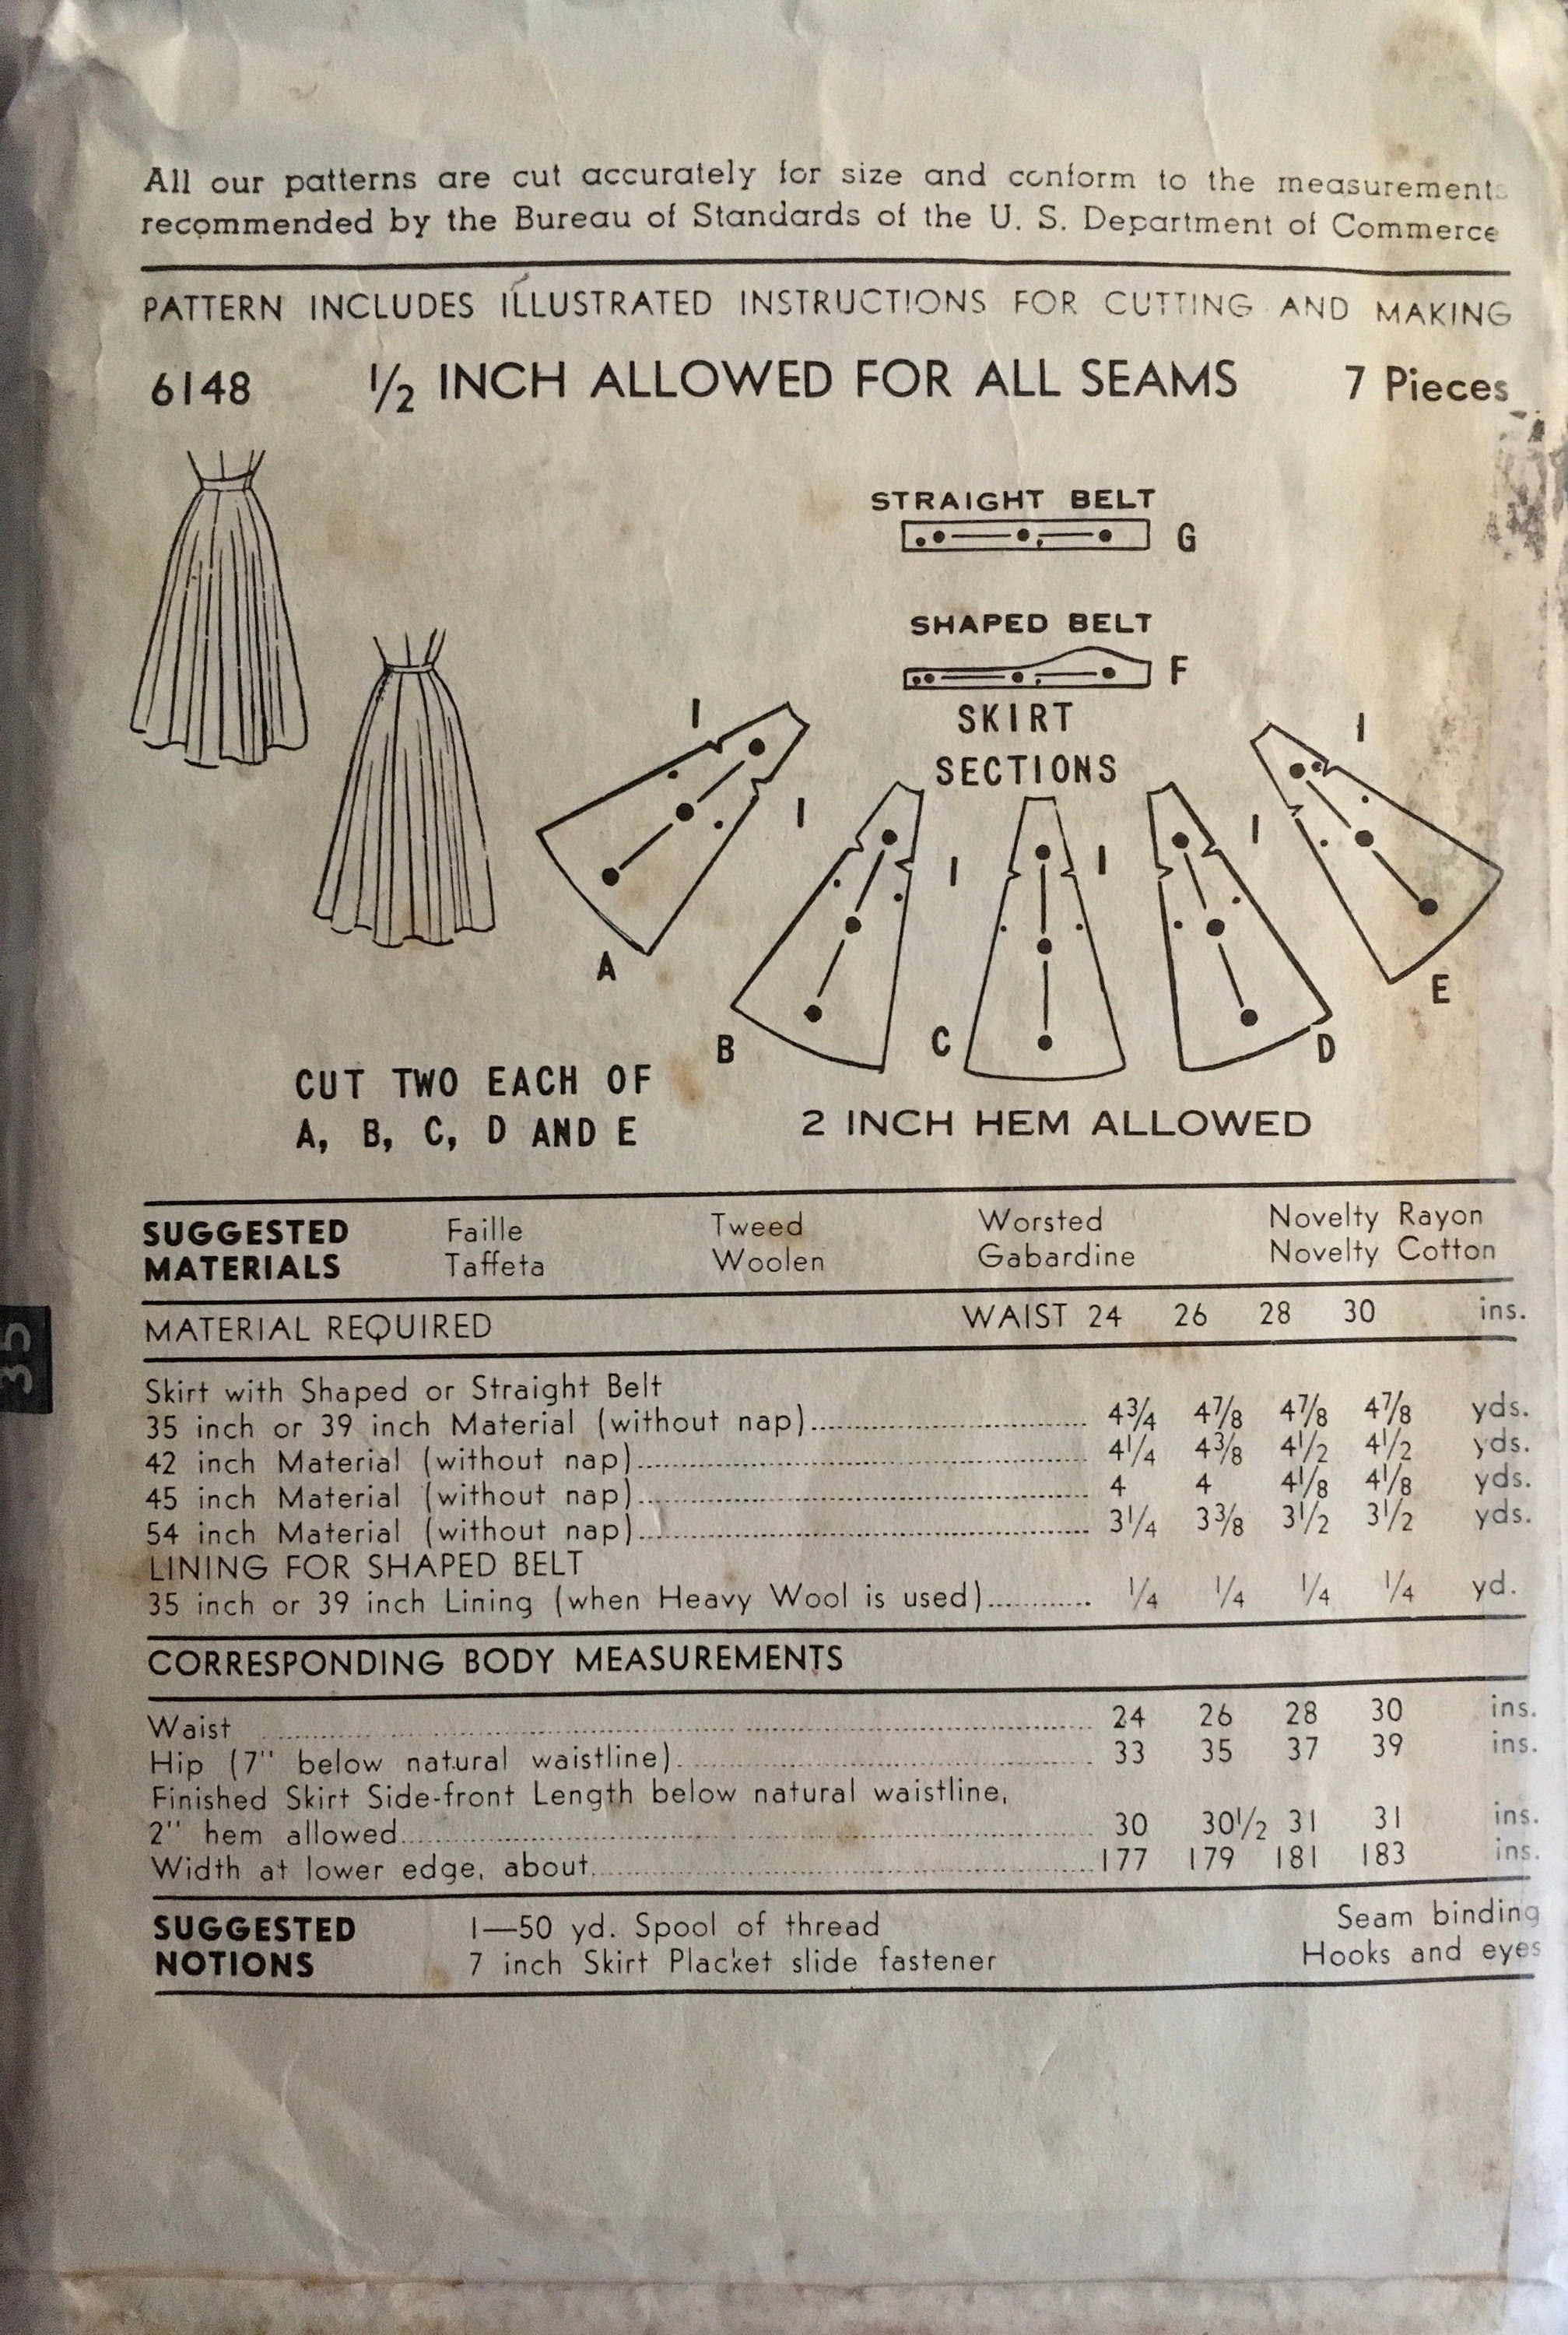 All our patterns are cut accurately for size and conform to the measurements
recommended by the Bureau of Standards of the U. S. Department of Commerce
PATTERN INCLUDES ILLUSTRATED INSTRUCTIONS FOR CUTTING AND MAKING
6148 1/2 INCH ALLOWED FOR ALL SEAMS 7 Pieces
STRAIGHT BELT
G
SHAPED BELT
F
SKIRT
SECTIONS
I I I I I I
A B C D E
CUT TWO EACH OF
A, B, C, D AND E
2 INCH HEM ALLOWED
SUGGESTED MATERIALS
Faille Tweed Worsted Novelty Rayon
Taffeta Woolen Gabardine Novelty Cotton
MATERIAL REQUIRED WAIST 24 26 28 30 ins.
Skirt with Shaped or Straight Belt
35 inch or 39 inch Material (without nap) 4 3/4 4 7/8 4 7/8 4 7/8 yds.
42 inch Material (without nap) 4 1/4 4 3/8 4 1/2 4 1/2 yds.
45 inch Material (without nap) 4 4 4 1/8 4 1/8 yds.
54 inch Material (without nap) 3 1/4 3 3/8 3 1/2 3 1/2 yds.
LINING FOR SHAPED BELT
35 inch or 39 inch Lining (when Heavy Wool is used) 1/4 1/4 1/4 1/4 yd.
CORRESPONDING BODY MEASUREMENTS
Waist 24 26 28 30 ins.
Hip (7" below natural waistline) 33 35 37 39 ins.
Finished Skirt Side-front Length below natural waistline,
2" hem allowed 30 30 1/2 31 31 ins.
Width at lower edge, about 177 179 181 183 ins.
SUGGESTED NOTIONS
1—50 yd. Spool of thread Seam binding
7 inch Skirt Placket slide fastener Hooks and eyes
35